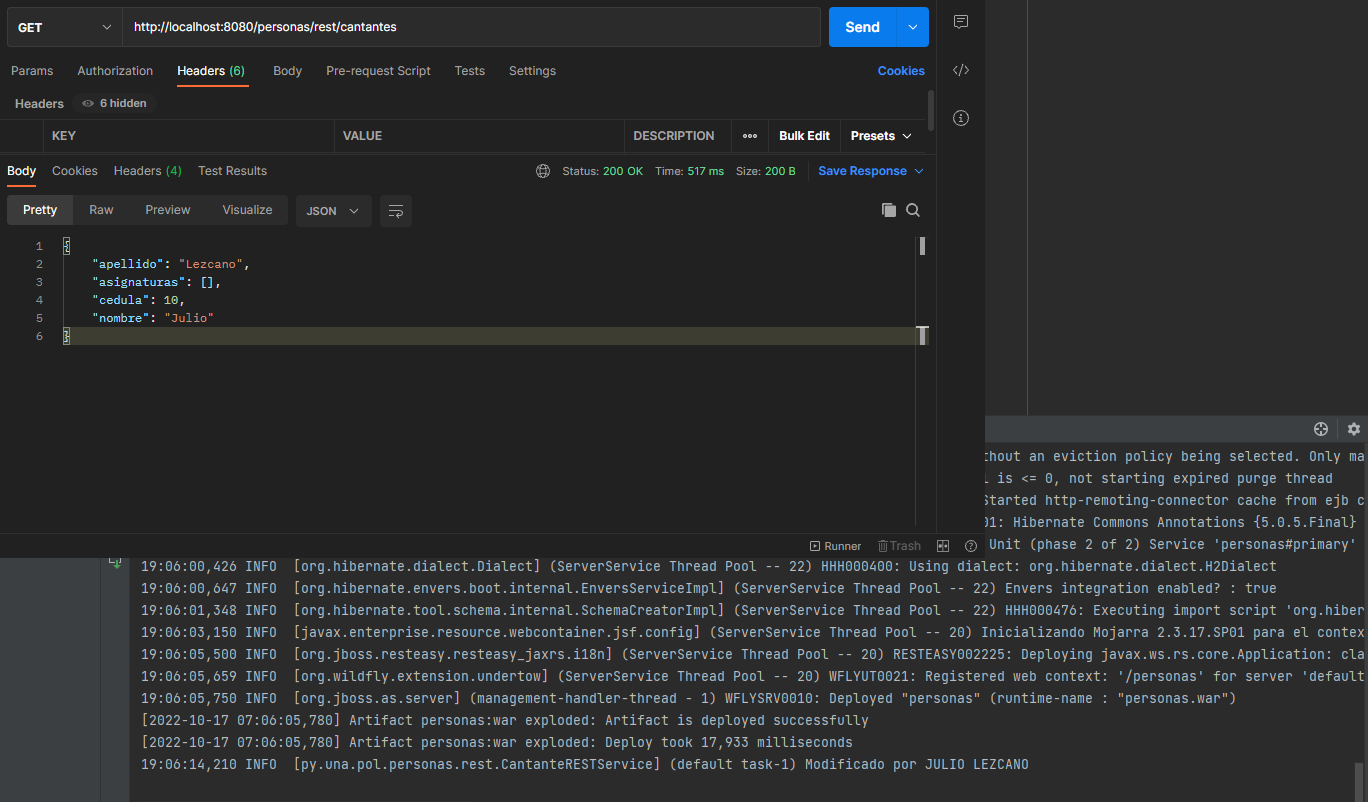 GET http://localhost:8080/personas/rest/cantantes Send
Params Authorization Headers (6) Body Pre-request Script Tests Settings Cookies
Headers 6 hidden
KEY VALUE DESCRIPTION ••• Bulk Edit Presets
Body Cookies Headers (4) Test Results Status: 200 OK Time: 517 ms Size: 200 B Save Response
Pretty Raw Preview Visualize JSON
1 {
2 "apellido": "Lezcano",
3 "asignaturas": [],
4 "cedula": 10,
5 "nombre": "Julio"
6 }
thout an eviction policy being selected. Only ma
l is <= 0, not starting expired purge thread
Started http-remoting-connector cache from ejb c
01: Hibernate Commons Annotations {5.0.5.Final}
Unit (phase 2 of 2) Service 'personas#primary'
Runner Trash
19:06:00,426 INFO [org.hibernate.dialect.Dialect] (ServerService Thread Pool -- 22) HHH000400: Using dialect: org.hibernate.dialect.H2Dialect
19:06:00,647 INFO [org.hibernate.envers.boot.internal.EnversServiceImpl] (ServerService Thread Pool -- 22) Envers integration enabled? : true
19:06:01,348 INFO [org.hibernate.tool.schema.internal.SchemaCreatorImpl] (ServerService Thread Pool -- 22) HHH000476: Executing import script 'org.hiber
19:06:03,150 INFO [javax.enterprise.resource.webcontainer.jsf.config] (ServerService Thread Pool -- 20) Inicializando Mojarra 2.3.17.SP01 para el contex
19:06:05,500 INFO [org.jboss.resteasy.resteasy_jaxrs.i18n] (ServerService Thread Pool -- 20) RESTEASY002225: Deploying javax.ws.rs.core.Application: cla
19:06:05,659 INFO [org.wildfly.extension.undertow] (ServerService Thread Pool -- 20) WFLYUT0021: Registered web context: '/personas' for server 'default
19:06:05,750 INFO [org.jboss.as.server] (management-handler-thread - 1) WFLYSRV0010: Deployed "personas" (runtime-name : "personas.war")
[2022-10-17 07:06:05,780] Artifact personas:war exploded: Artifact is deployed successfully
[2022-10-17 07:06:05,780] Artifact personas:war exploded: Deploy took 17,933 milliseconds
19:06:14,210 INFO [py.una.pol.personas.rest.CantanteRESTService] (default task-1) Modificado por JULIO LEZCANO